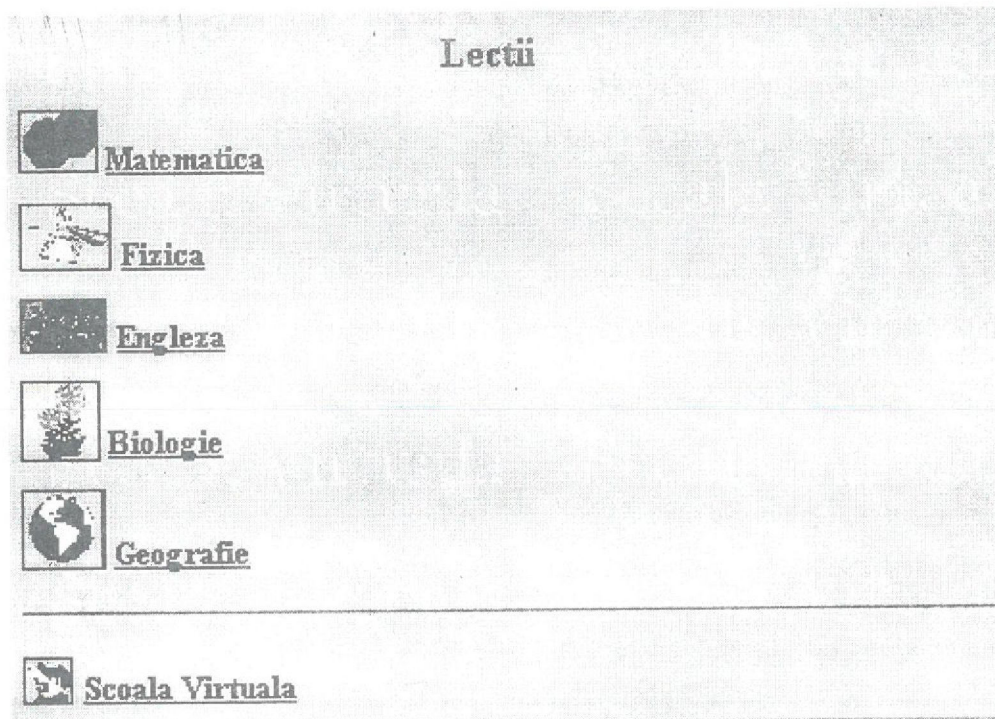 Lectii
Matematica
Fizica
Engleza
Biologie
Geografie
Scoala Virtuala